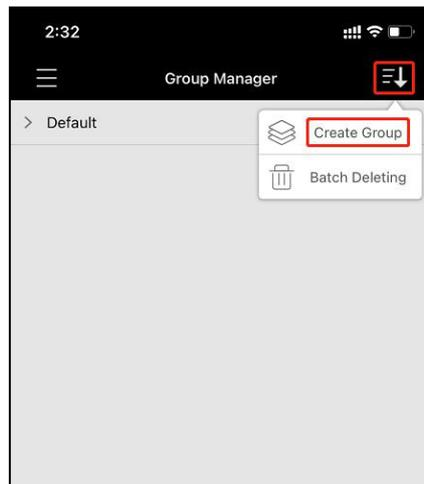 2:32
Group Manager
Default
Create Group
Batch Deleting